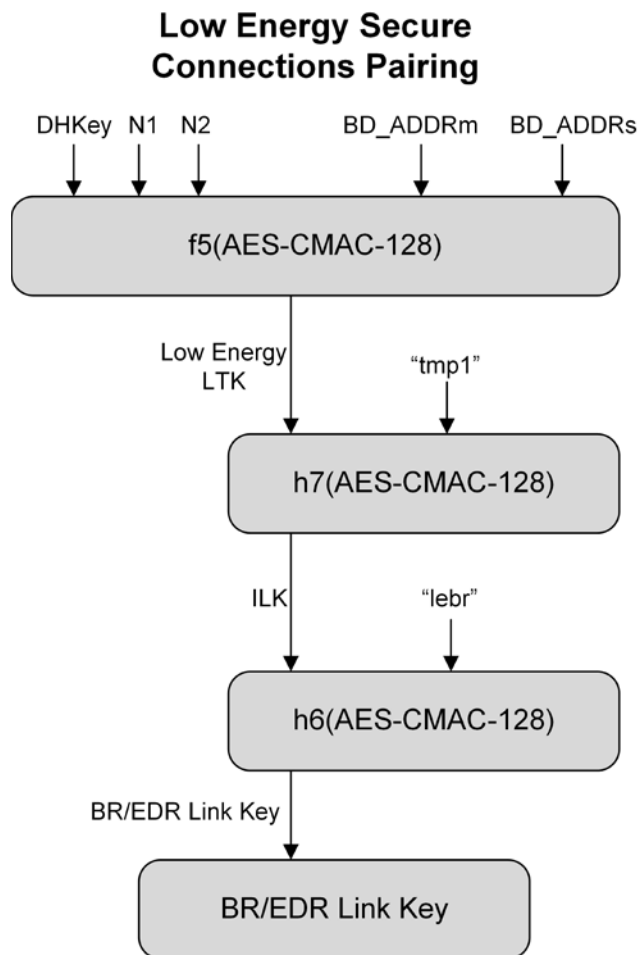 Low Energy Secure
Connections Pairing
DHKey N1 N2 BD_ADDRm BD_ADDRs
f5(AES-CMAC-128)
Low Energy
LTK
“tmp1”
h7(AES-CMAC-128)
ILK
“lebr”
h6(AES-CMAC-128)
BR/EDR Link Key
BR/EDR Link Key